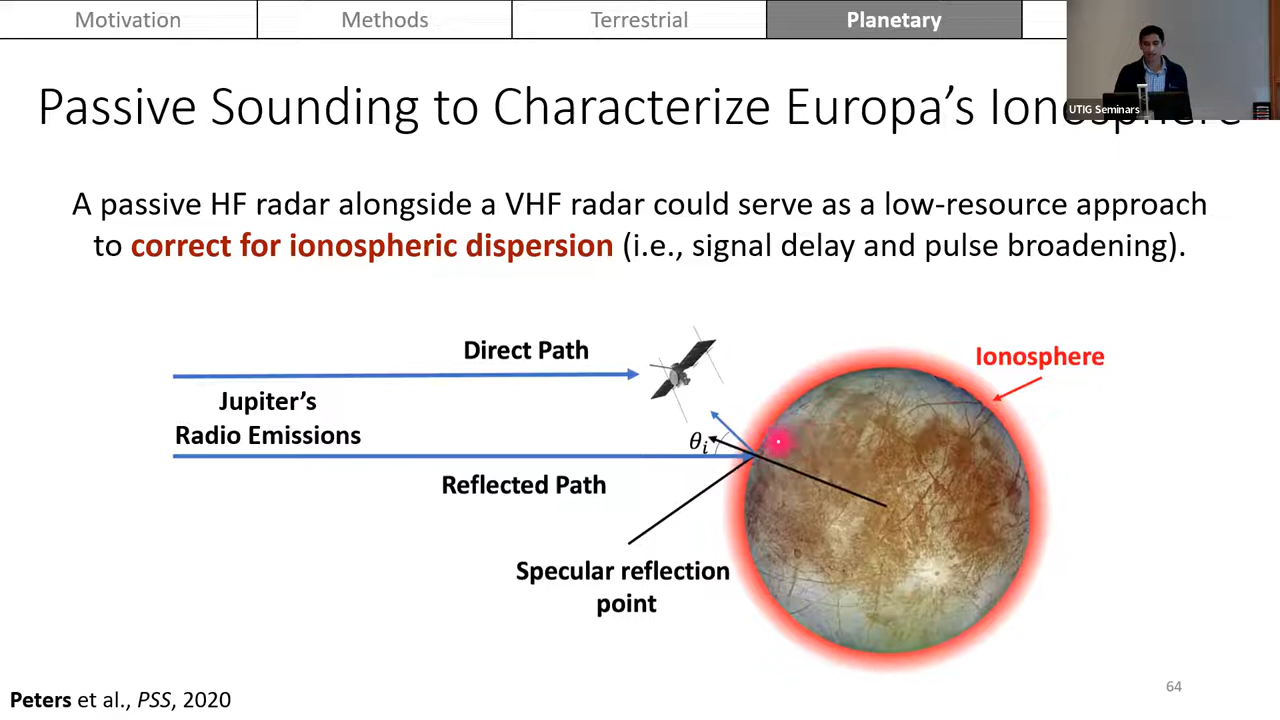 Motivation
Methods
Terrestrial
Planetary
UTIG Seminars
Passive Sounding to Characterize Europa's Ionosphere
A passive HF radar alongside a VHF radar could serve as a low-resource approach
to correct for ionospheric dispersion (i.e., signal delay and pulse broadening).
Direct Path
Ionosphere
Jupiter's
Radio Emissions
θi
Reflected Path
Specular reflection
point
Peters et al., PSS, 2020
64